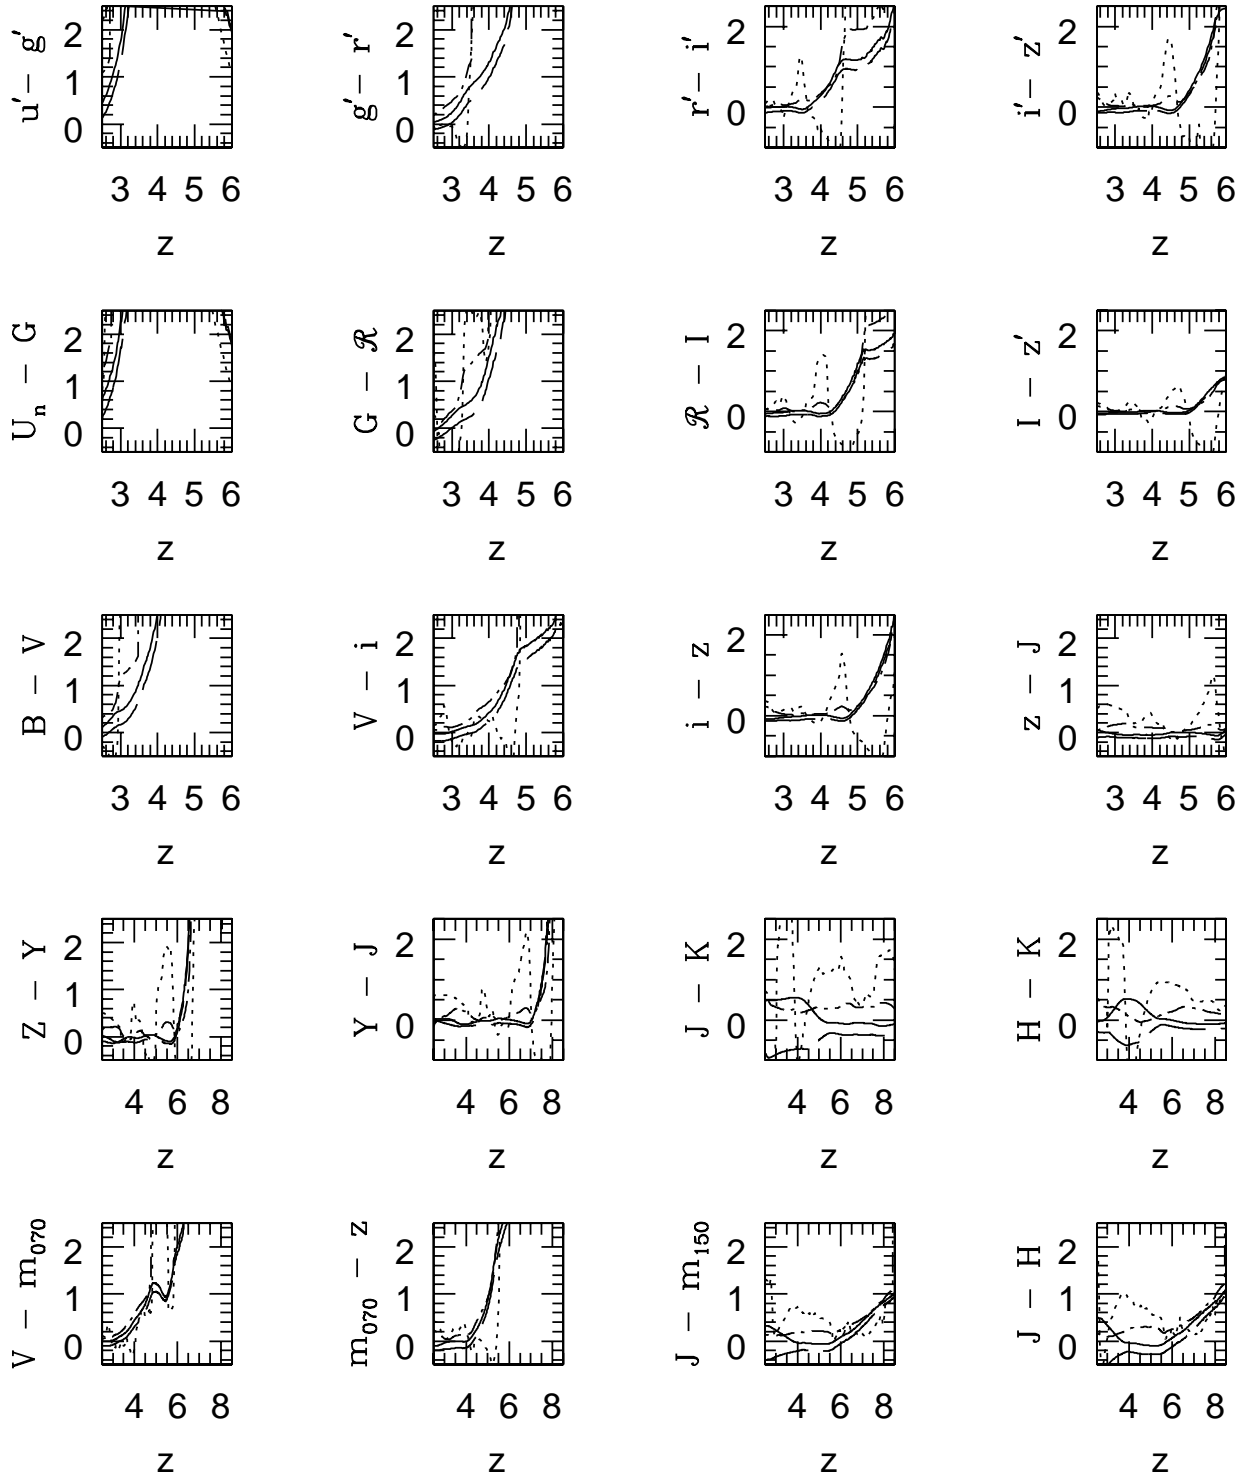 u′ − g′
2
1
0
3 4 5 6
z
g′ − r′
2
1
0
3 4 5 6
z
r′ − i′
2
0
3 4 5 6
z
i′ − z′
2
0
3 4 5 6
z
Uₙ − G
2
1
0
3 4 5 6
z
G − ℛ
2
1
0
3 4 5 6
z
ℛ − I
2
0
3 4 5 6
z
I − z′
2
0
3 4 5 6
z
B − V
2
1
0
3 4 5 6
z
V − i
2
1
0
3 4 5 6
z
i − z
2
0
3 4 5 6
z
z − J
2
1
0
3 4 5 6
z
Z − Y
2
1
0
4 6 8
z
Y − J
2
0
4 6 8
z
J − K
2
0
4 6 8
z
H − K
2
0
4 6 8
z
V − m₀₇₀
2
1
0
4 6 8
z
m₀₇₀ − z
2
1
0
4 6 8
z
J − m₁₅₀
2
1
0
4 6 8
z
J − H
2
1
0
4 6 8
z